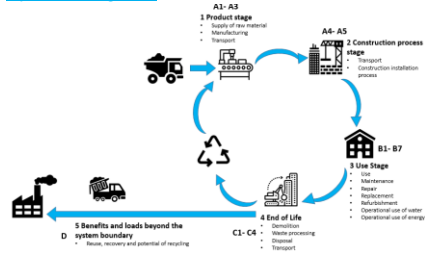 A1- A3
1 Product stage
• Supply of raw material
• Manufacturing
• Transport
A4- A5
2 Construction process
stage
• Transport
• Construction installation
process
B1- B7
3 Use Stage
• Use
• Maintenance
• Repair
• Replacement
• Refurbishment
• Operational use of water
• Operational use of energy
4 End of Life
• Demolition
• Waste processing
• Disposal
• Transport
C1- C4
5 Benefits and loads beyond the
system boundary
• Reuse, recovery and potential of recycling
D